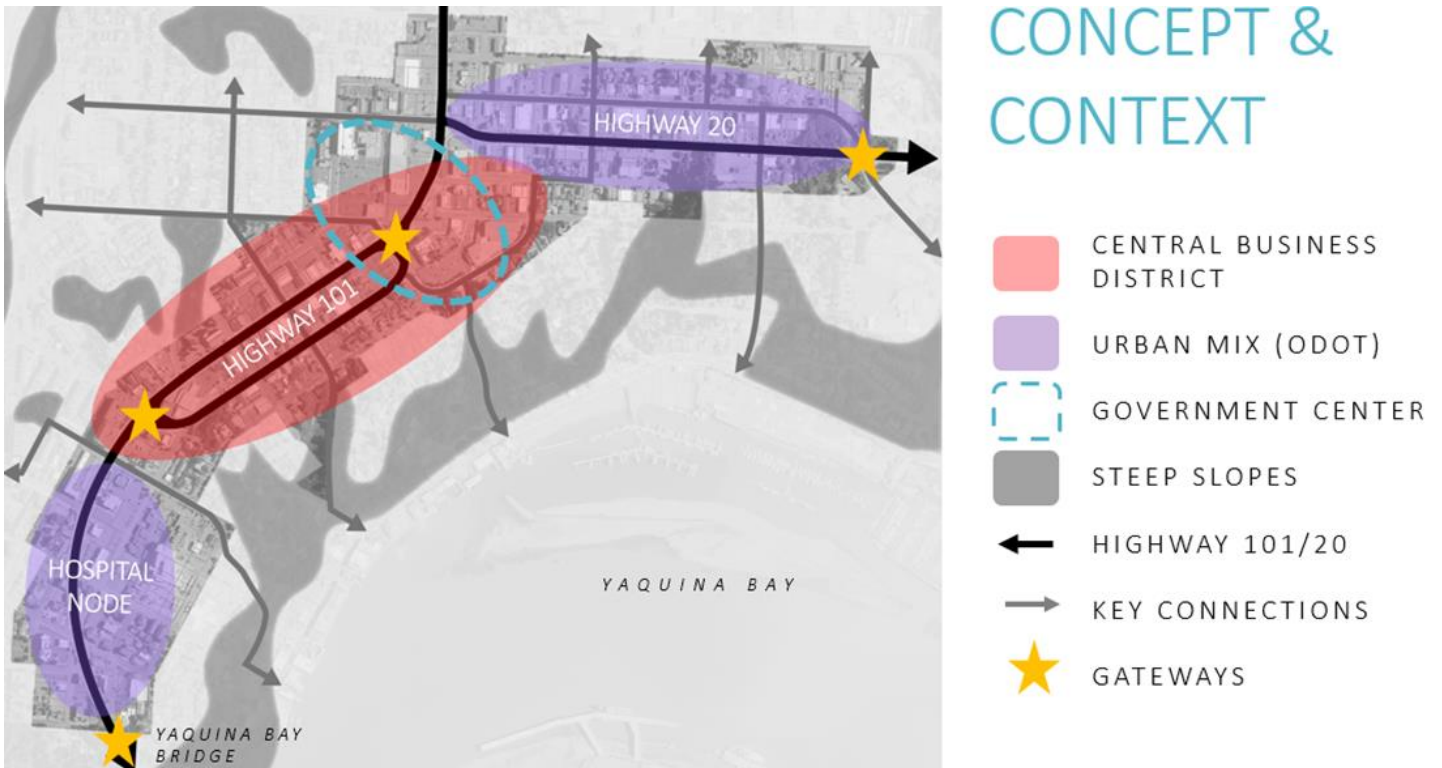 CONCEPT &
CONTEXT
HIGHWAY 20
HIGHWAY 101
HOSPITAL
NODE
YAQUINA BAY
YAQUINA BAY
BRIDGE
CENTRAL BUSINESS
DISTRICT
URBAN MIX (ODOT)
GOVERNMENT CENTER
STEEP SLOPES
HIGHWAY 101/20
KEY CONNECTIONS
GATEWAYS